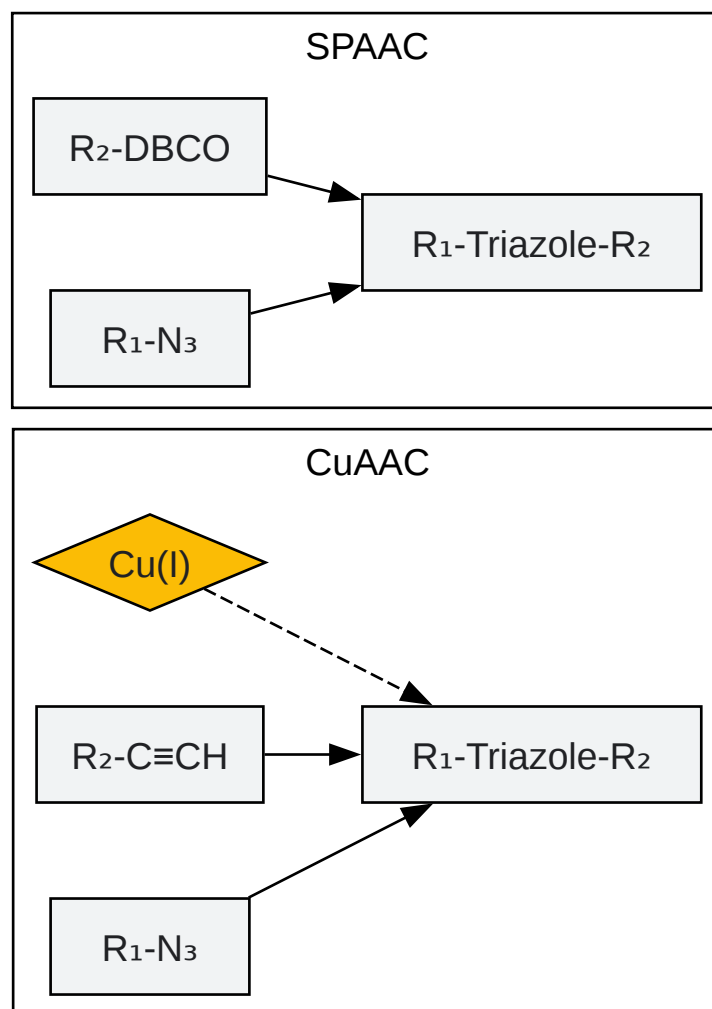 SPAAC
R₂-DBCO
R₁-Triazole-R₂
R₁-N₃
CuAAC
Cu(I)
R₂-C≡CH
R₁-Triazole-R₂
R₁-N₃